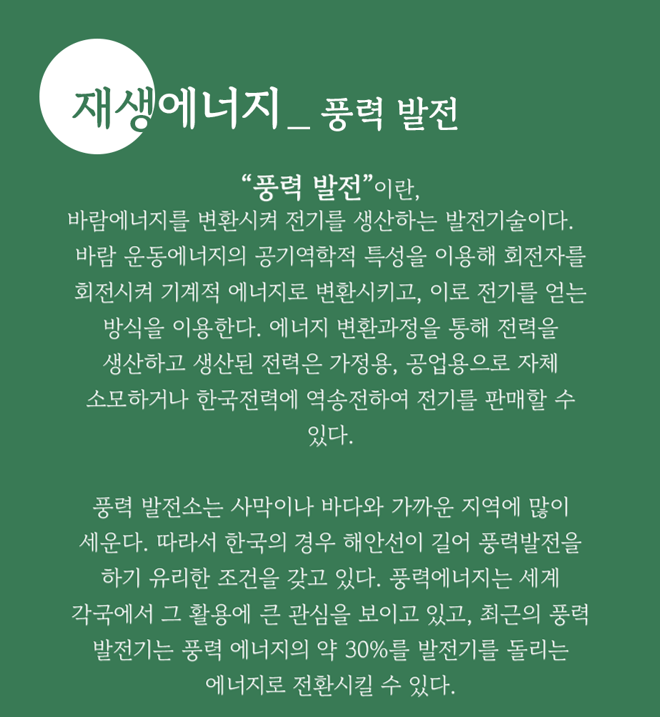 재생에너지_ 풍력 발전
“풍력 발전”이란,
바람에너지를 변환시켜 전기를 생산하는 발전기술이다.
바람 운동에너지의 공기역학적 특성을 이용해 회전자를
회전시켜 기계적 에너지로 변환시키고, 이로 전기를 얻는
방식을 이용한다. 에너지 변환과정을 통해 전력을
생산하고 생산된 전력은 가정용, 공업용으로 자체
소모하거나 한국전력에 역송전하여 전기를 판매할 수
있다.
풍력 발전소는 사막이나 바다와 가까운 지역에 많이
세운다. 따라서 한국의 경우 해안선이 길어 풍력발전을
하기 유리한 조건을 갖고 있다. 풍력에너지는 세계
각국에서 그 활용에 큰 관심을 보이고 있고, 최근의 풍력
발전기는 풍력 에너지의 약 30%를 발전기를 돌리는
에너지로 전환시킬 수 있다.